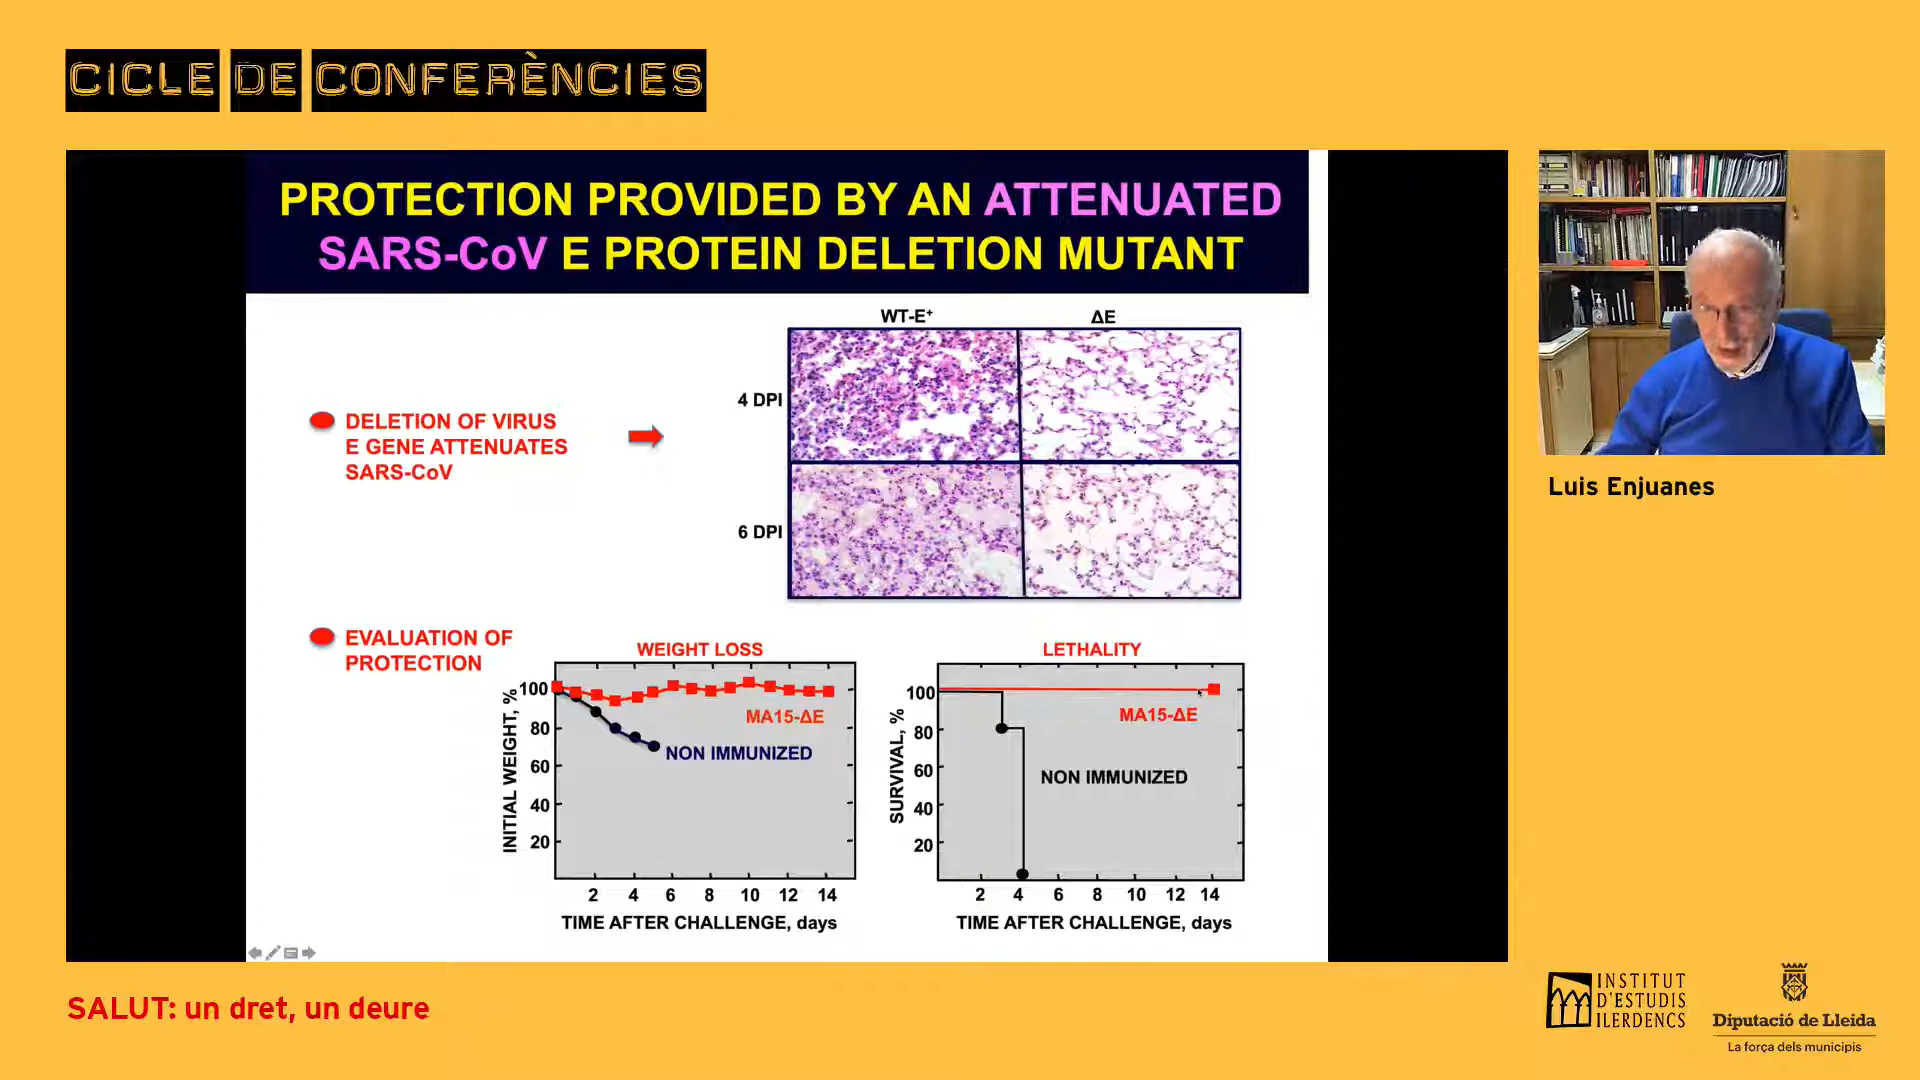 CICLE DE CONFERÈNCIES
PROTECTION PROVIDED BY AN ATTENUATED
SARS-CoV E PROTEIN DELETION MUTANT
WT-E⁺
ΔE
4 DPI
6 DPI
DELETION OF VIRUS
E GENE ATTENUATES
SARS-CoV
EVALUATION OF
PROTECTION
WEIGHT LOSS
INITIAL WEIGHT, %
100
80
60
40
20
MA15-ΔE
NON IMMUNIZED
2 4 6 8 10 12 14
TIME AFTER CHALLENGE, days
LETHALITY
SURVIVAL, %
100
80
60
40
20
MA15-ΔE
NON IMMUNIZED
2 4 6 8 10 12 14
TIME AFTER CHALLENGE, days
Luis Enjuanes
SALUT: un dret, un deure
INSTITUT
D'ESTUDIS
ILERDENCS
Diputació de Lleida
La força dels municipis